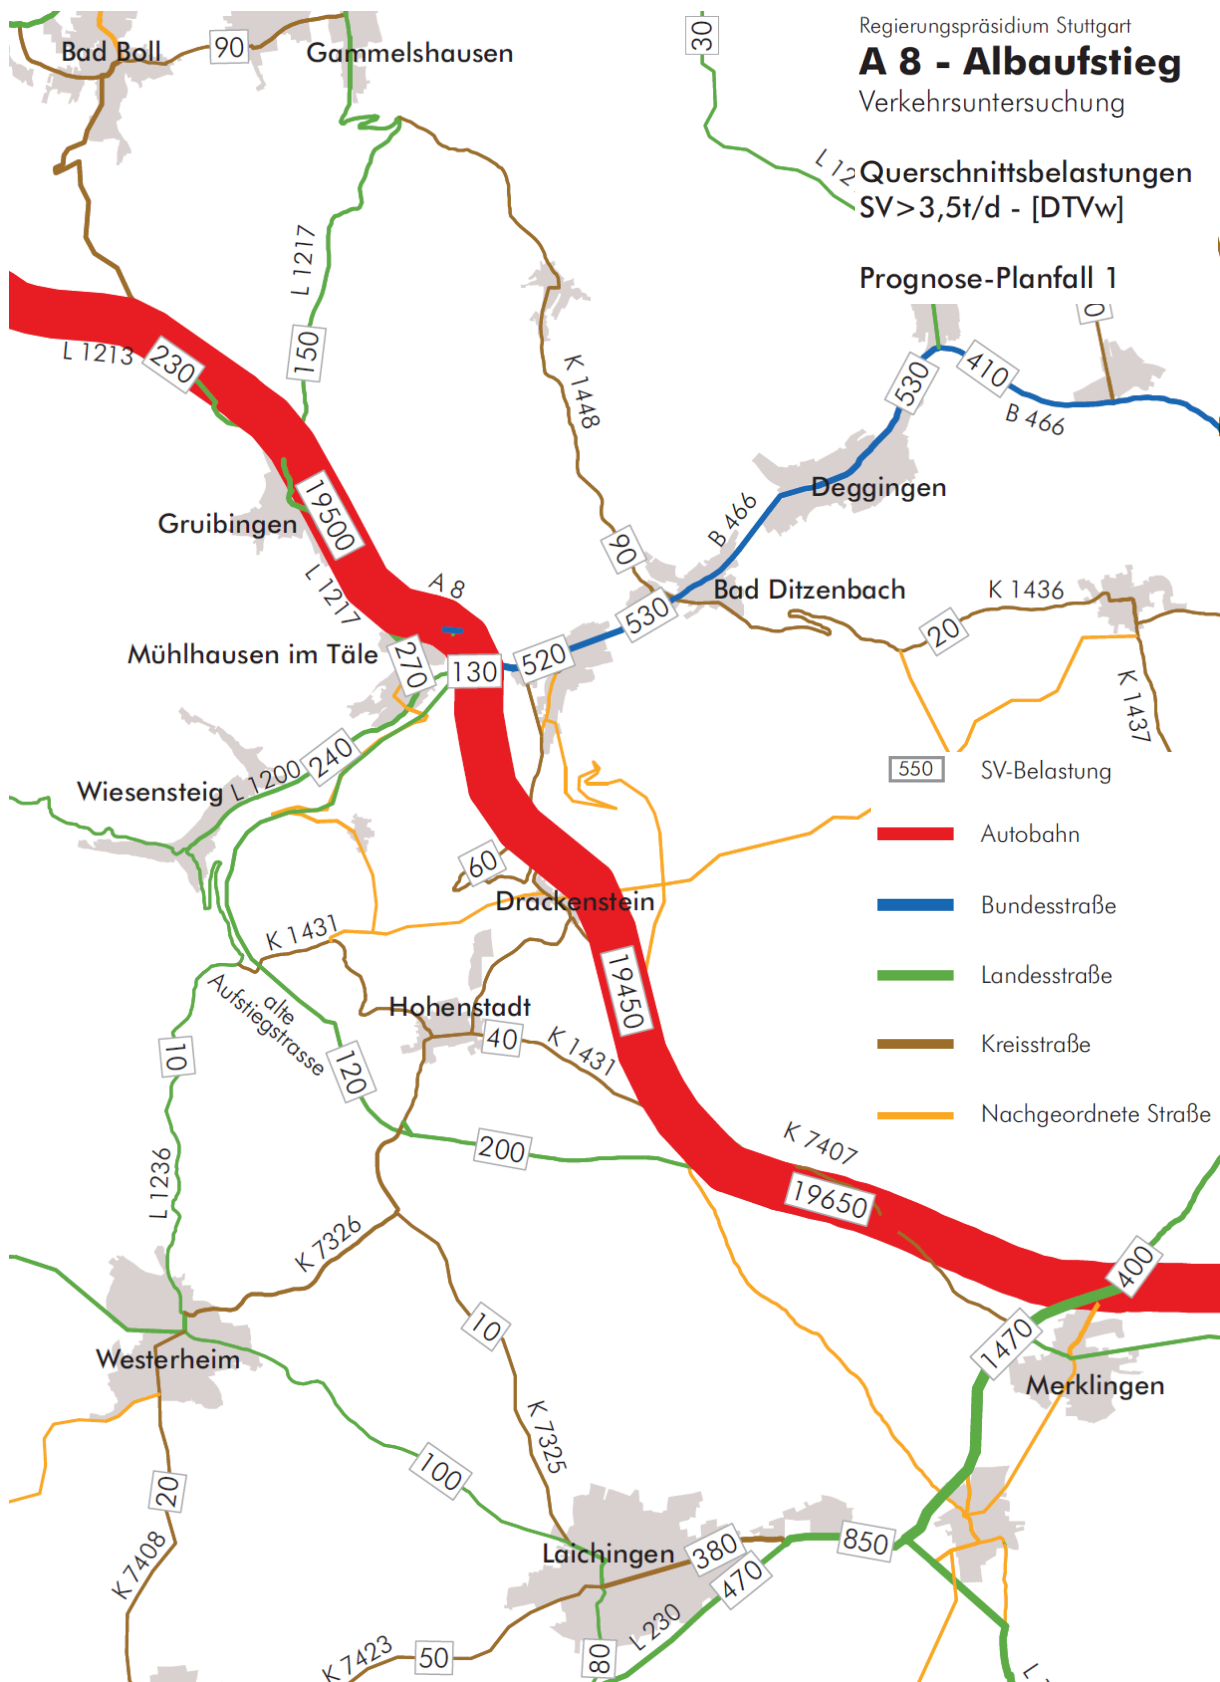 Regierungspräsidium Stuttgart
A 8 - Albaufstieg
Verkehrsuntersuchung
Querschnittsbelastungen
SV>3,5t/d - [DTVw]
Prognose-Planfall 1
Bad Boll
90
Gammelshausen
30
L 12
L 1217
L 1213
230
150
K 1448
530
410
0
B 466
Deggingen
B 466
19500
Gruibingen
L 1217
A 8
90
Bad Ditzenbach
530
K 1436
20
K 1437
Mühlhausen im Täle
270
130
520
240
L 1200
Wiesensteig
550
SV-Belastung
Autobahn
Bundesstraße
Landesstraße
Kreisstraße
Nachgeordnete Straße
60
Drackenstein
K 1431
19450
alte
Aufstiegstrasse
Hohenstadt
40
K 1431
10
120
200
K 7407
19650
L 1236
K 7326
400
10
1470
Merklingen
Westerheim
K 7325
100
20
K 7408
Laichingen
380
850
470
L 230
K 7423
50
80
L